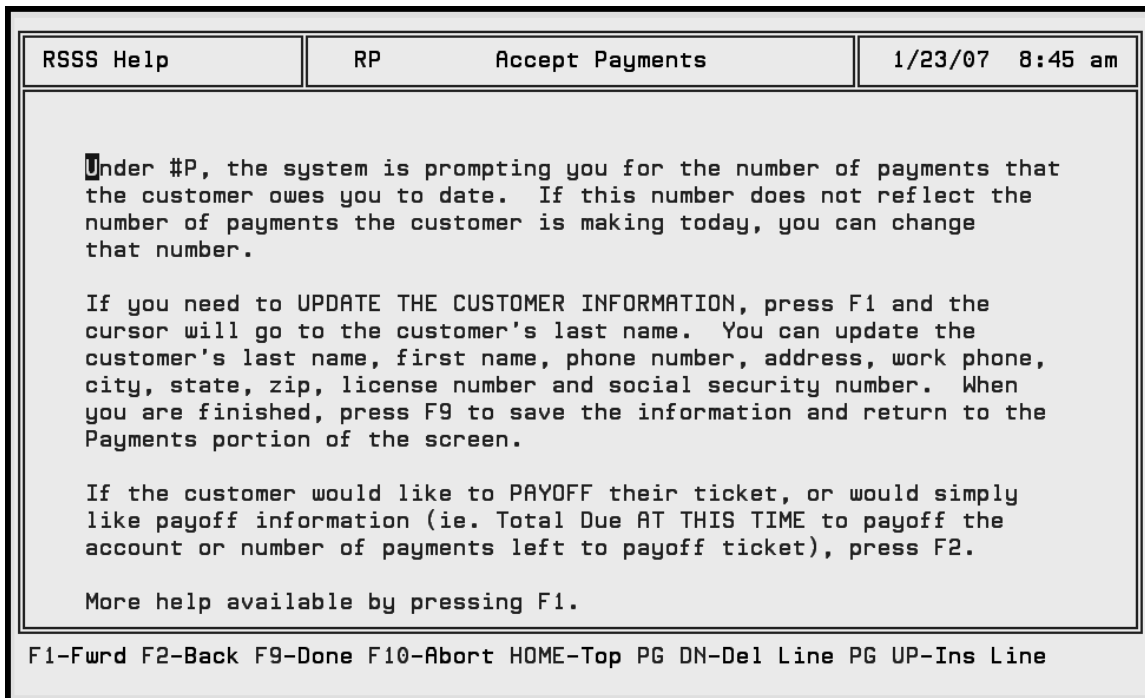 RSSS Help RP Accept Payments 1/23/07 8:45 am
Under #P, the system is prompting you for the number of payments that
the customer owes you to date. If this number does not reflect the
number of payments the customer is making today, you can change
that number.
If you need to UPDATE THE CUSTOMER INFORMATION, press F1 and the
cursor will go to the customer's last name. You can update the
customer's last name, first name, phone number, address, work phone,
city, state, zip, license number and social security number. When
you are finished, press F9 to save the information and return to the
Payments portion of the screen.
If the customer would like to PAYOFF their ticket, or would simply
like payoff information (ie. Total Due AT THIS TIME to payoff the
account or number of payments left to payoff ticket), press F2.
More help available by pressing F1.
F1-Fwrd F2-Back F9-Done F10-Abort HOME-Top PG DN-Del Line PG UP-Ins Line